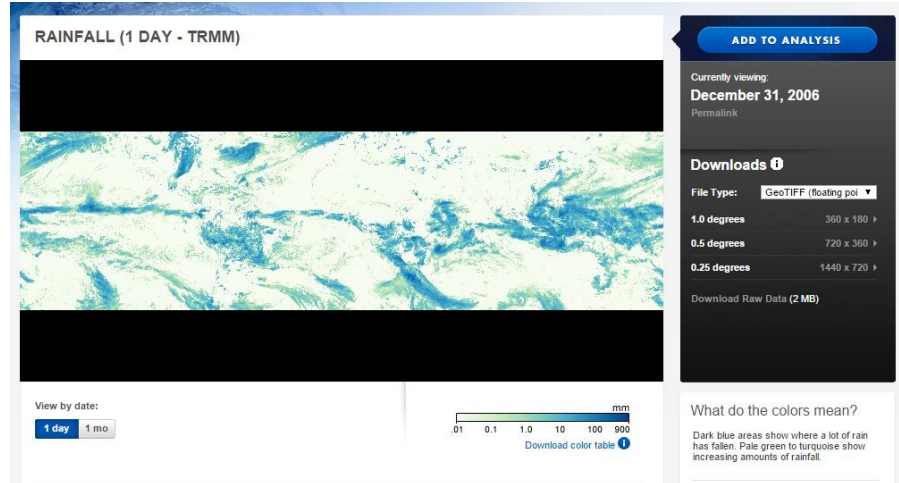 RAINFALL (1 DAY - TRMM)
ADD TO ANALYSIS
Currently viewing:
December 31, 2006
Permalink
Downloads i
File Type: GeoTIFF (floating poi ▼
1.0 degrees 360 x 180
0.5 degrees 720 x 360
0.25 degrees 1440 x 720
Download Raw Data (2 MB)
View by date:
1 day 1 mo
mm
.01 0.1 1.0 10 100 900
Download color table i
What do the colors mean?
Dark blue areas show where a lot of rain
has fallen. Pale green to turquoise show
increasing amounts of rainfall.